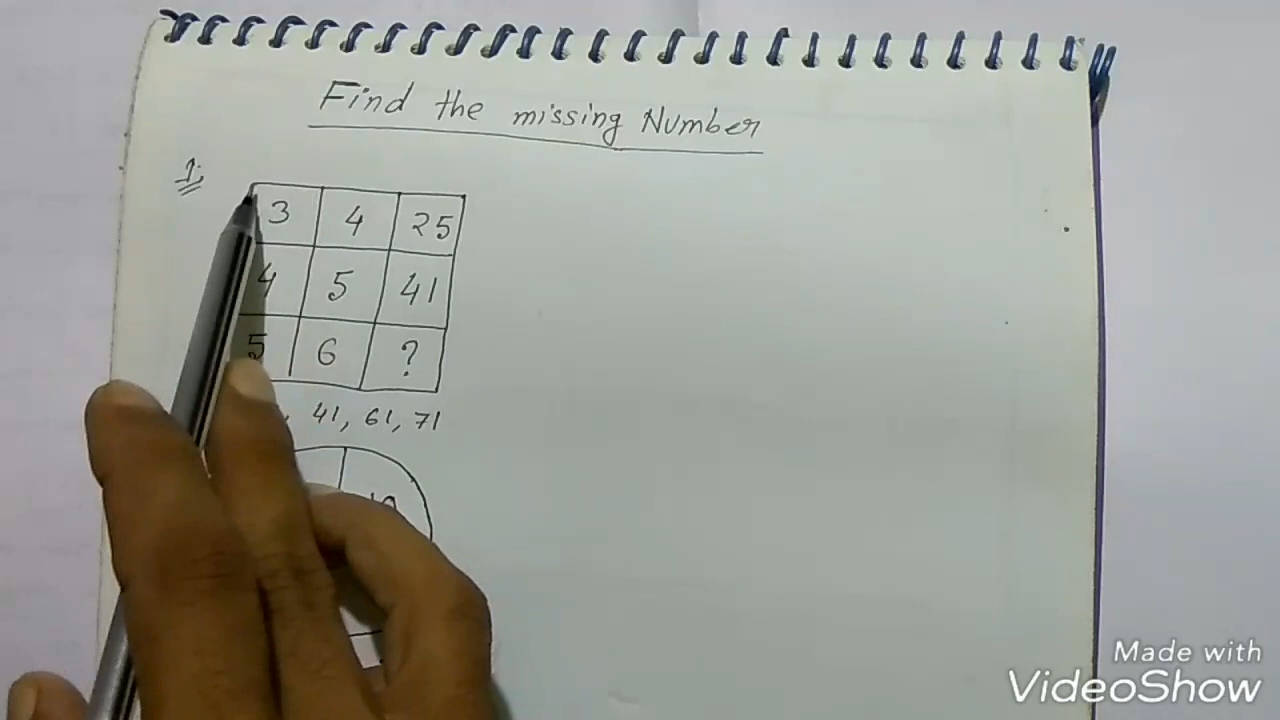 Find the missing Number
1.
3 4 25
4 5 41
5 6 ?
41, 61, 71
Made with
VideoShow